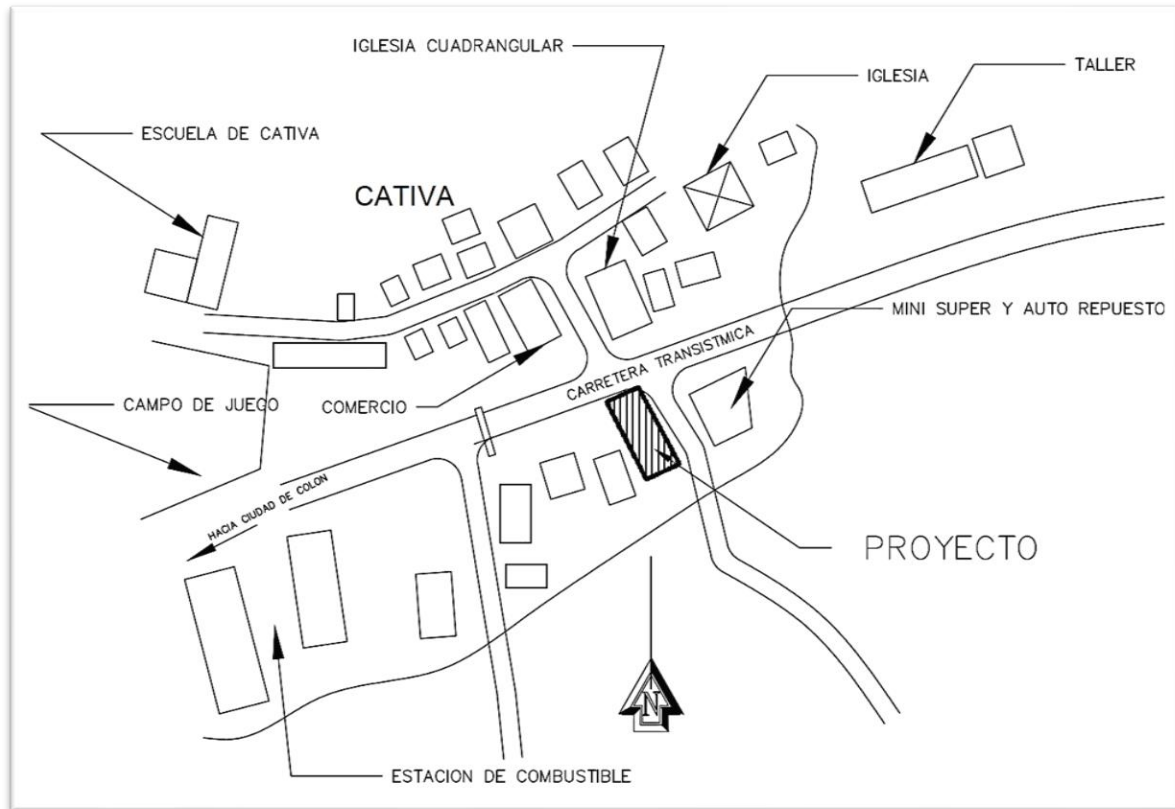 IGLESIA CUADRANGULAR
IGLESIA
TALLER
ESCUELA DE CATIVA
CATIVA
MINI SUPER Y AUTO REPUESTO
CARRETERA TRANSISTMICA
CAMPO DE JUEGO
COMERCIO
HACIA CIUDAD DE COLON
PROYECTO
N
ESTACION DE COMBUSTIBLE